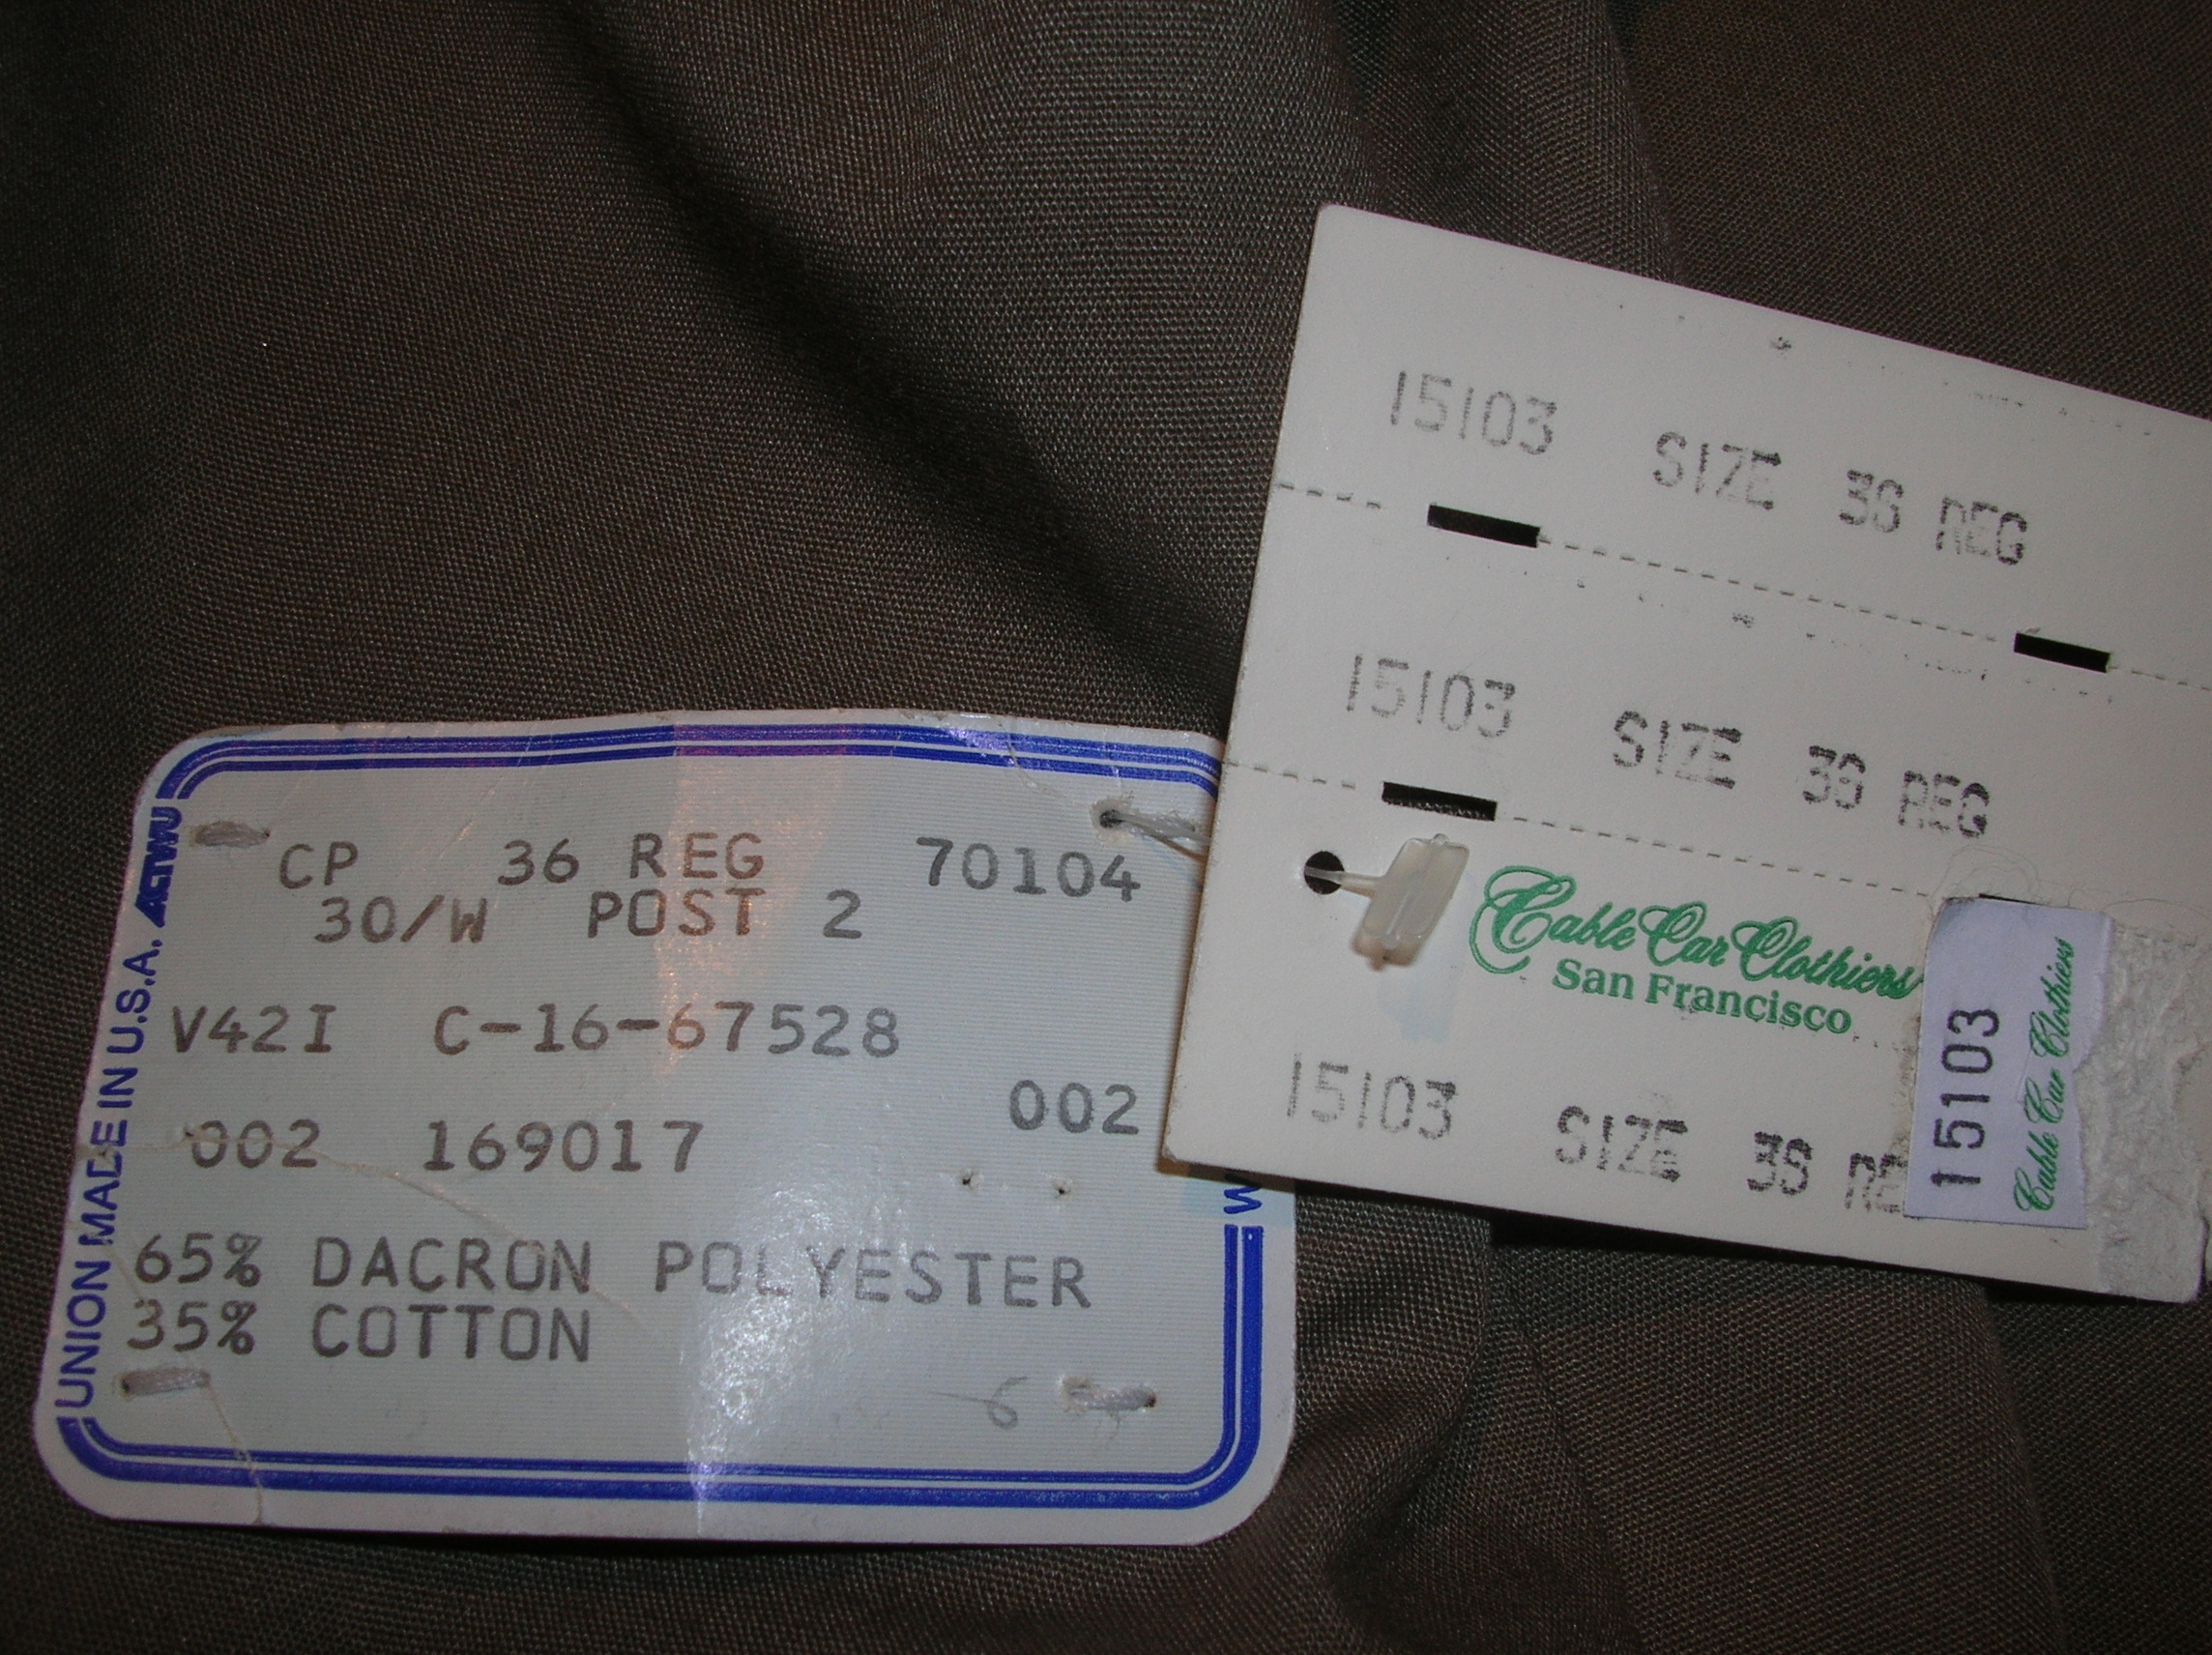 CP 36 REG 70104
30/W POST 2
V42I C-16-67528
002 169017 002
65% DACRON POLYESTER
35% COTTON
6
UNION MADE IN U.S.A. ACTWU
15103 SIZE 36 REG
15103 SIZE 36 REG
Cable Car Clothiers
San Francisco
15103 SIZE 36 RE
15103
Cable Car Clothiers